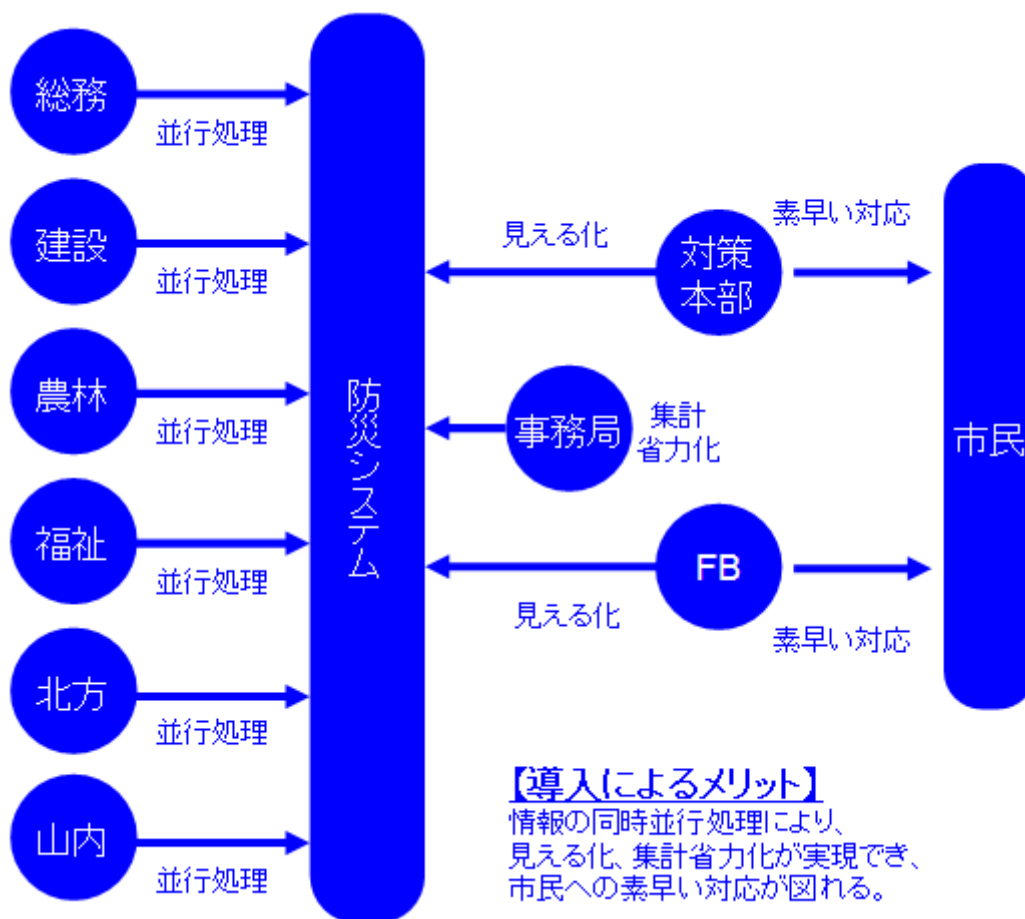 総務
並行処理
建設
並行処理
農林
並行処理
福祉
並行処理
北方
並行処理
山内
並行処理
防災システム
見える化
対策
本部
素早い対応
事務局
集計
省力化
FB
見える化
素早い対応
市民
【導入によるメリット】
情報の同時並行処理により、
見える化、集計省力化が実現でき、
市民への素早い対応が図れる。